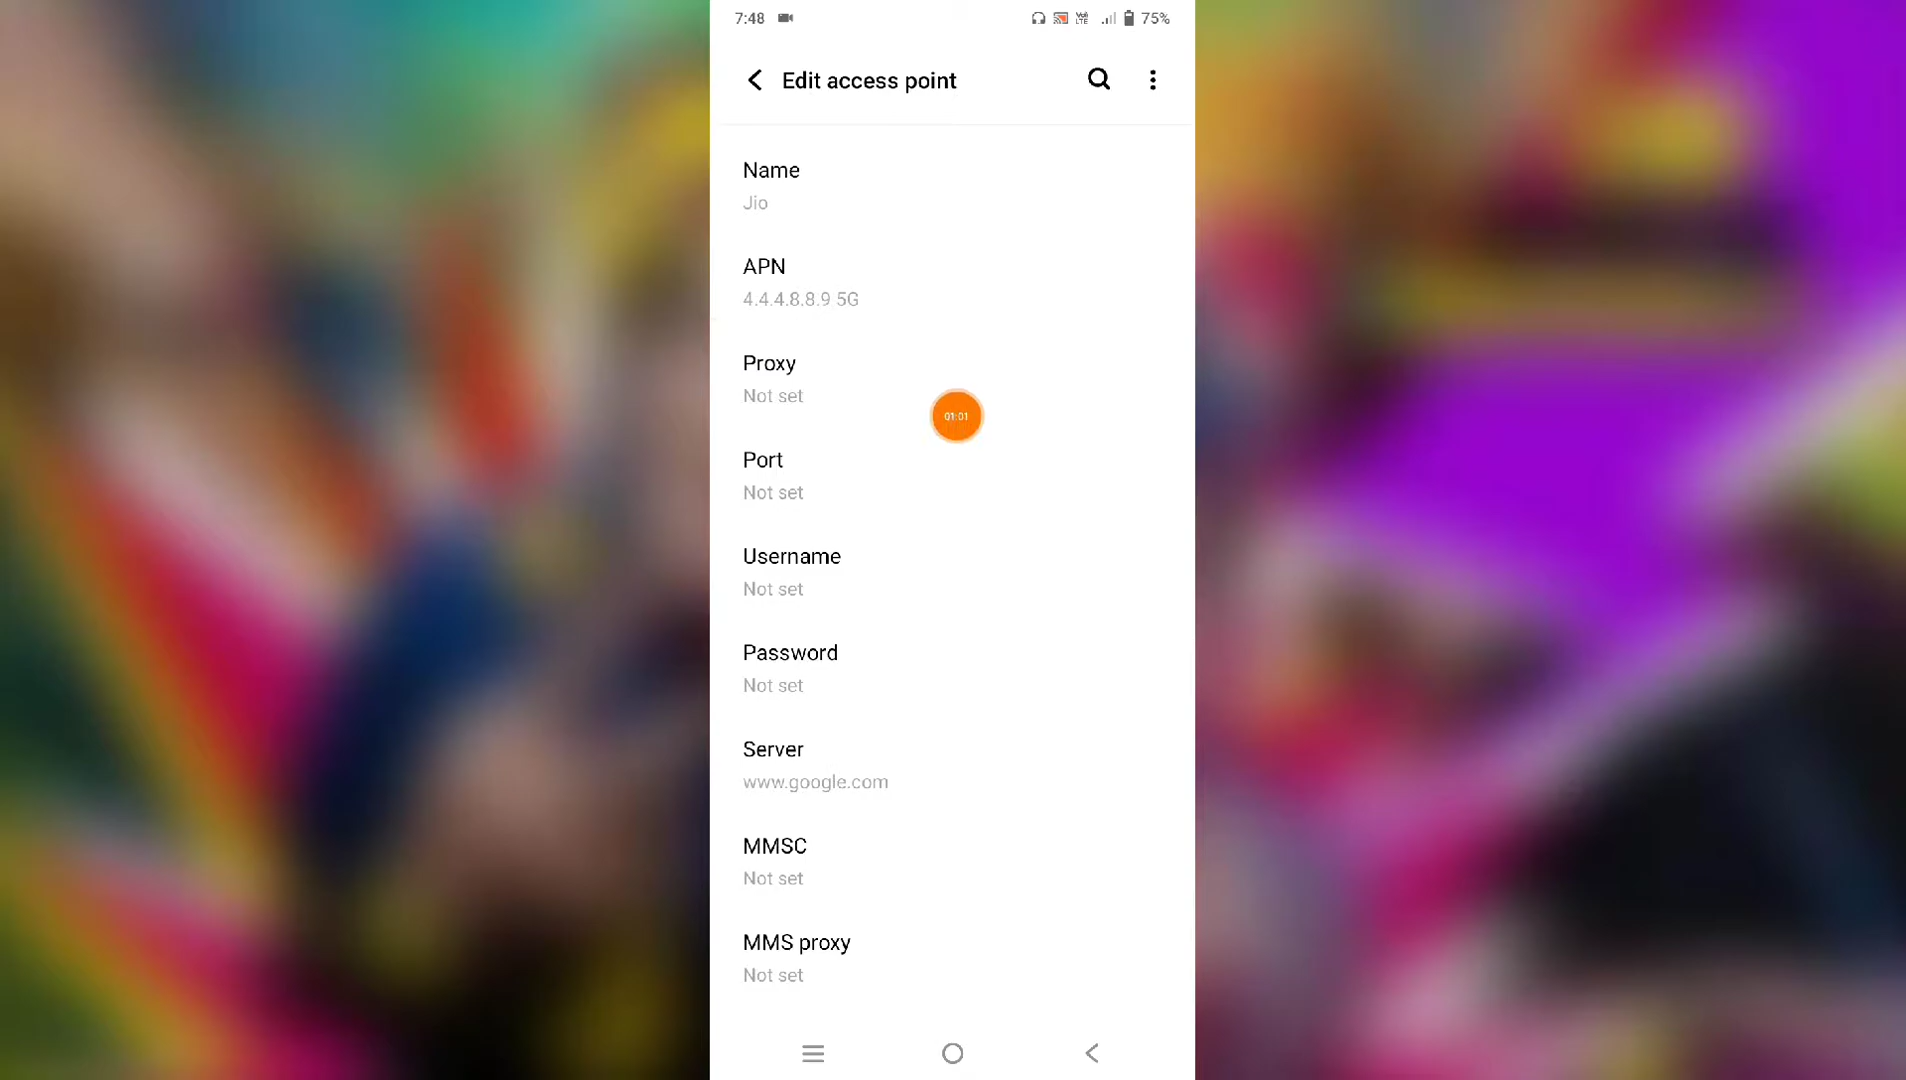 7:48 Vo LTE 75%
Edit access point
Name
Jio
APN
4.4.4.8.8.9 5G
Proxy
Not set
01:01
Port
Not set
Username
Not set
Password
Not set
Server
www.google.com
MMSC
Not set
MMS proxy
Not set